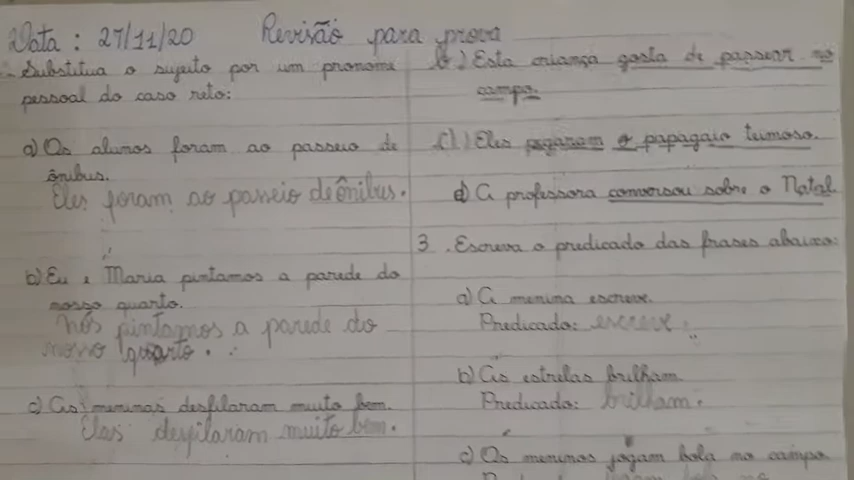 Data : 27/11/20 Revisão para prova
Substitua o sujeito por um pronome
pessoal do caso reto:
a) Os alunos foram ao passeio de
ônibus.
Eles foram ao passeio de ônibus.
b) Eu e Maria pintamos a parede do
nosso quarto.
nós pintamos a parede do
nosso quarto.
c) As meninas desfilaram muito bem.
Elas desfilaram muito bem.
b) Esta criança gosta de passear no
campo.
c) Eles pegaram o papagaio teimoso.
d) A professora conversou sobre o Natal.
3. Escreva o predicado das frases abaixo:
a) A menina escreve.
Predicado: escreve.
b) As estrelas brilham.
Predicado: brilham.
c) Os meninos jogam bola no campo.